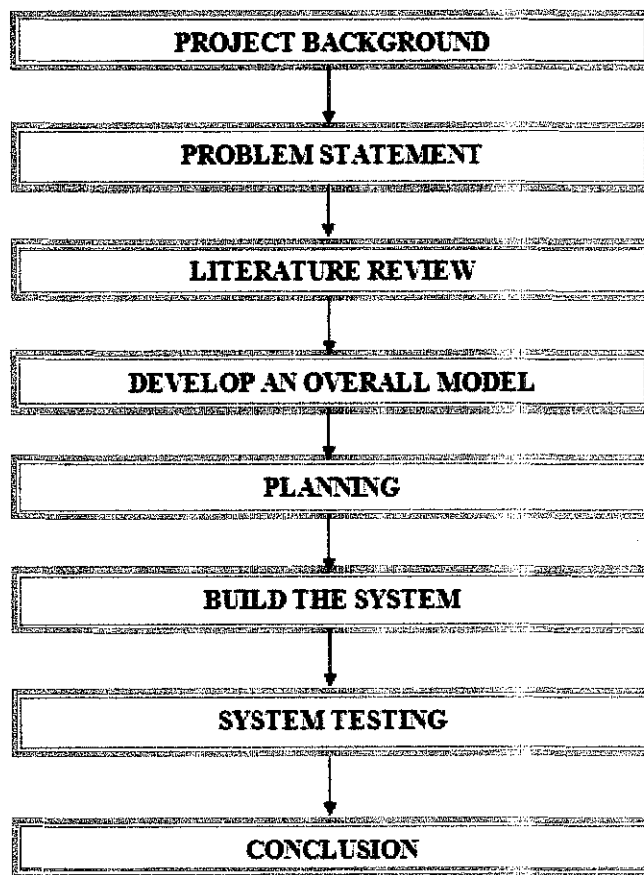 PROJECT BACKGROUND
PROBLEM STATEMENT
LITERATURE REVIEW
DEVELOP AN OVERALL MODEL
PLANNING
BUILD THE SYSTEM
SYSTEM TESTING
CONCLUSION